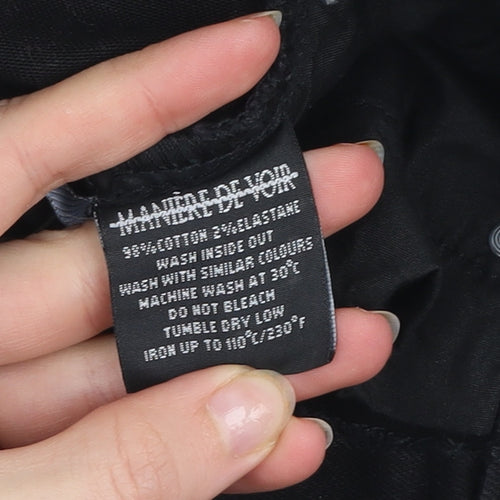 MANIÈRE DE VOIR
98%COTTON 2%ELASTANE
WASH INSIDE OUT
WASH WITH SIMILAR COLOURS
MACHINE WASH AT 30°C
DO NOT BLEACH
TUMBLE DRY LOW
IRON UP TO 110°C/230°F